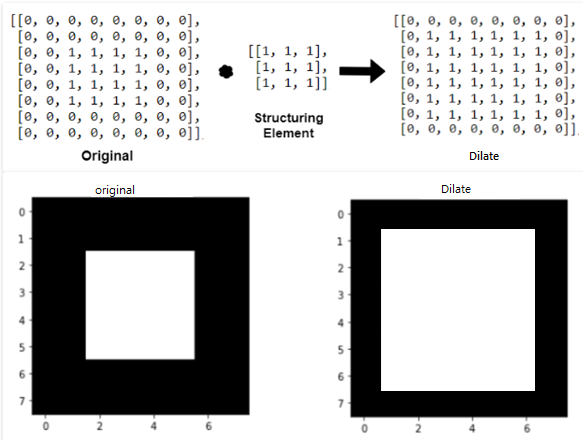 [[0, 0, 0, 0, 0, 0, 0, 0],
[0, 0, 0, 0, 0, 0, 0, 0],
[0, 0, 1, 1, 1, 1, 0, 0],
[0, 0, 1, 1, 1, 1, 0, 0],
[0, 0, 1, 1, 1, 1, 0, 0],
[0, 0, 1, 1, 1, 1, 0, 0],
[0, 0, 0, 0, 0, 0, 0, 0],
[0, 0, 0, 0, 0, 0, 0, 0]]
Original
[[1, 1, 1],
[1, 1, 1],
[1, 1, 1]]
Structuring
Element
[[0, 0, 0, 0, 0, 0, 0, 0],
[0, 1, 1, 1, 1, 1, 1, 0],
[0, 1, 1, 1, 1, 1, 1, 0],
[0, 1, 1, 1, 1, 1, 1, 0],
[0, 1, 1, 1, 1, 1, 1, 0],
[0, 1, 1, 1, 1, 1, 1, 0],
[0, 1, 1, 1, 1, 1, 1, 0],
[0, 0, 0, 0, 0, 0, 0, 0]]
Dilate
original
0
1
2
3
4
5
6
7
0 2 4 6
Dilate
0
1
2
3
4
5
6
7
0 2 4 6